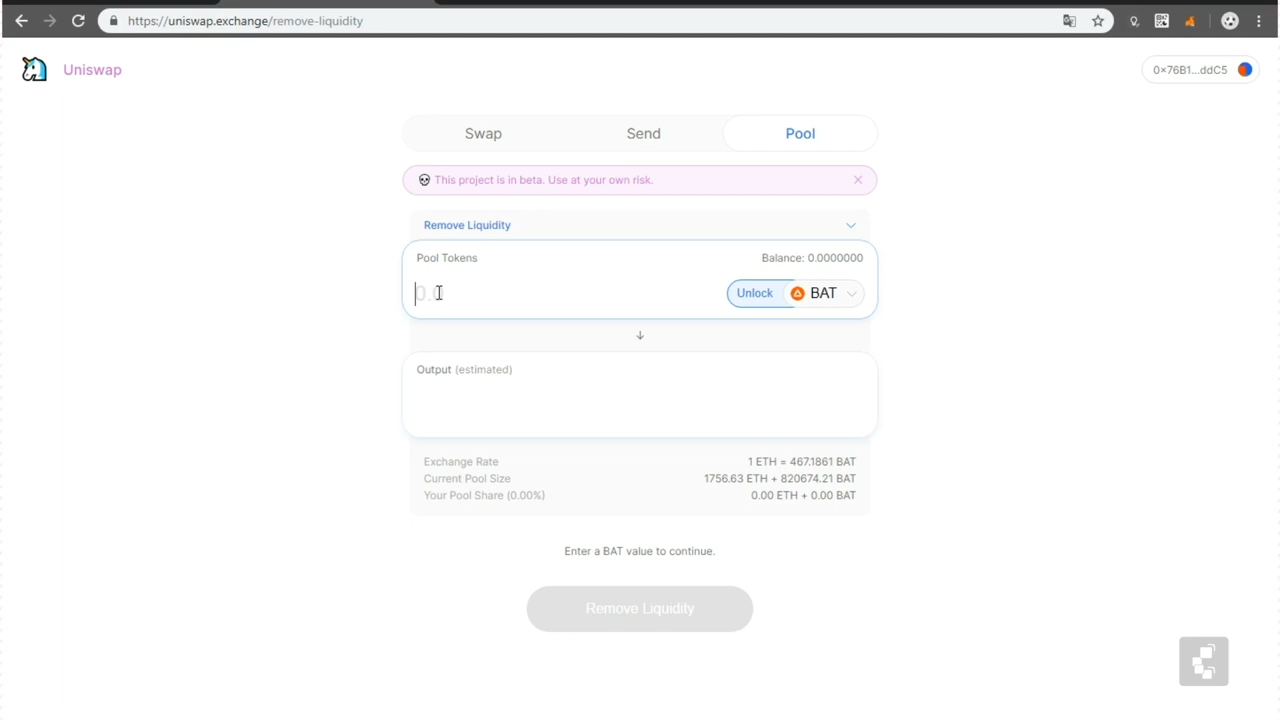 https://uniswap.exchange/remove-liquidity
Uniswap
0×76B1...ddC5
Swap Send Pool
This project is in beta. Use at your own risk.
Remove Liquidity
Pool Tokens Balance: 0.0000000
Unlock BAT
Output (estimated)
Exchange Rate 1 ETH = 467.1861 BAT
Current Pool Size 1756.63 ETH + 820674.21 BAT
Your Pool Share (0.00%) 0.00 ETH + 0.00 BAT
Enter a BAT value to continue.
Remove Liquidity